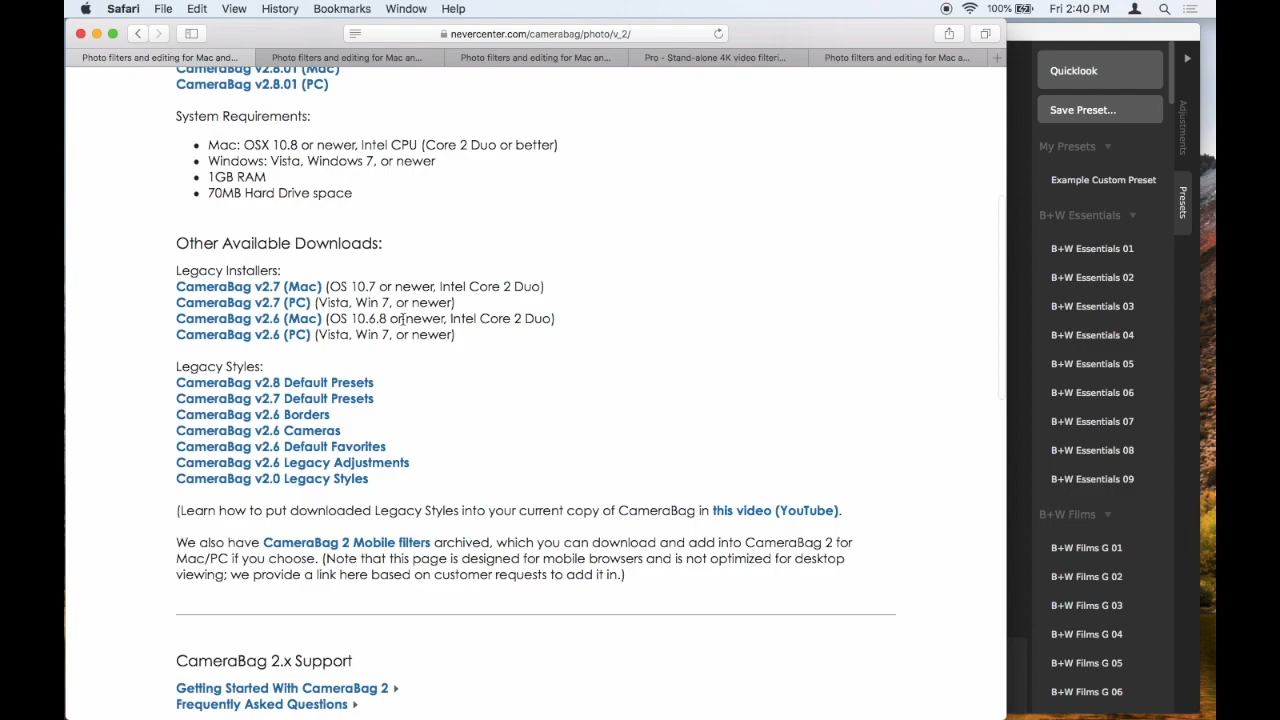 Safari File Edit View History Bookmarks Window Help
100% Fri 2:40 PM
nevercenter.com/camerabag/photo/v_2/
Photo filters and editing for Mac and...
Photo filters and editing for Mac an...
Photo filters and editing for Mac an...
Pro - Stand-alone 4K video filteri...
Photo filters and editing for Mac a...
CameraBag v2.8.01 (Mac)
CameraBag v2.8.01 (PC)
System Requirements:
Mac: OSX 10.8 or newer, Intel CPU (Core 2 Duo or better)
Windows: Vista, Windows 7, or newer
1GB RAM
70MB Hard Drive space
Other Available Downloads:
Legacy Installers:
CameraBag v2.7 (Mac) (OS 10.7 or newer, Intel Core 2 Duo)
CameraBag v2.7 (PC) (Vista, Win 7, or newer)
CameraBag v2.6 (Mac) (OS 10.6.8 or newer, Intel Core 2 Duo)
CameraBag v2.6 (PC) (Vista, Win 7, or newer)
Legacy Styles:
CameraBag v2.8 Default Presets
CameraBag v2.7 Default Presets
CameraBag v2.6 Borders
CameraBag v2.6 Cameras
CameraBag v2.6 Default Favorites
CameraBag v2.6 Legacy Adjustments
CameraBag v2.0 Legacy Styles
(Learn how to put downloaded Legacy Styles into your current copy of CameraBag in this video (YouTube).
We also have CameraBag 2 Mobile filters archived, which you can download and add into CameraBag 2 for
Mac/PC if you choose. (Note that this page is designed for mobile browsers and is not optimized for desktop
viewing; we provide a link here based on customer requests to add it in.)
CameraBag 2.x Support
Getting Started With CameraBag 2
Frequently Asked Questions
Quicklook
Save Preset...
My Presets
Example Custom Preset
B+W Essentials
B+W Essentials 01
B+W Essentials 02
B+W Essentials 03
B+W Essentials 04
B+W Essentials 05
B+W Essentials 06
B+W Essentials 07
B+W Essentials 08
B+W Essentials 09
B+W Films
B+W Films G 01
B+W Films G 02
B+W Films G 03
B+W Films G 04
B+W Films G 05
B+W Films G 06
Adjustments
Presets